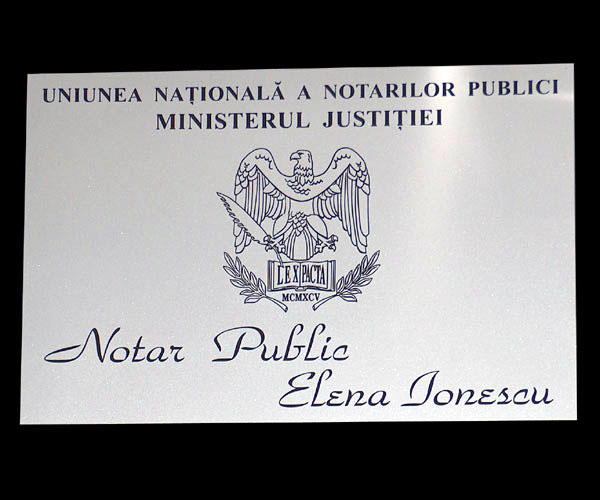 UNIUNEA NAȚIONALĂ A NOTARILOR PUBLICI
MINISTERUL JUSTIȚIEI
LEX PACTA
MCMXCV
Notar Public
Elena Ionescu